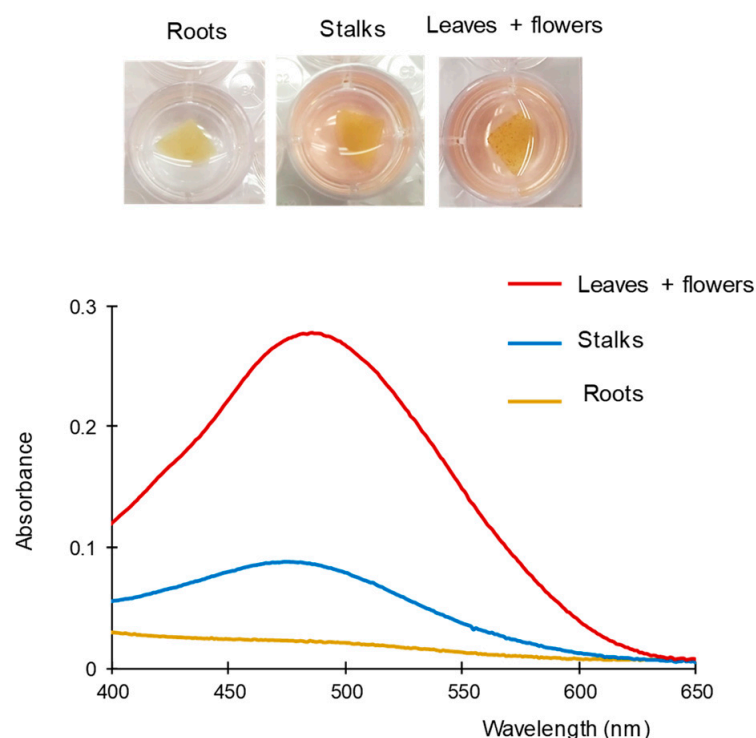 Roots
Stalks
Leaves + flowers
Leaves + flowers
Stalks
Roots
0.3
0.2
0.1
0
Absorbance
400 450 500 550 600 650
Wavelength (nm)